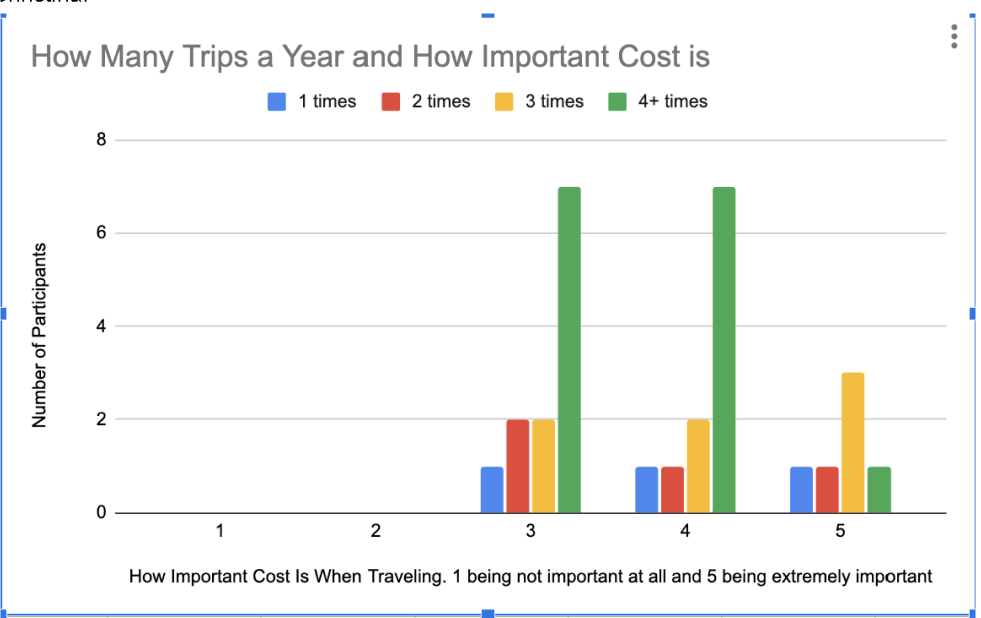 How Many Trips a Year and How Important Cost is
1 times 2 times 3 times 4+ times
8
6
4
2
0
Number of Participants
1 2 3 4 5
How Important Cost Is When Traveling. 1 being not important at all and 5 being extremely important